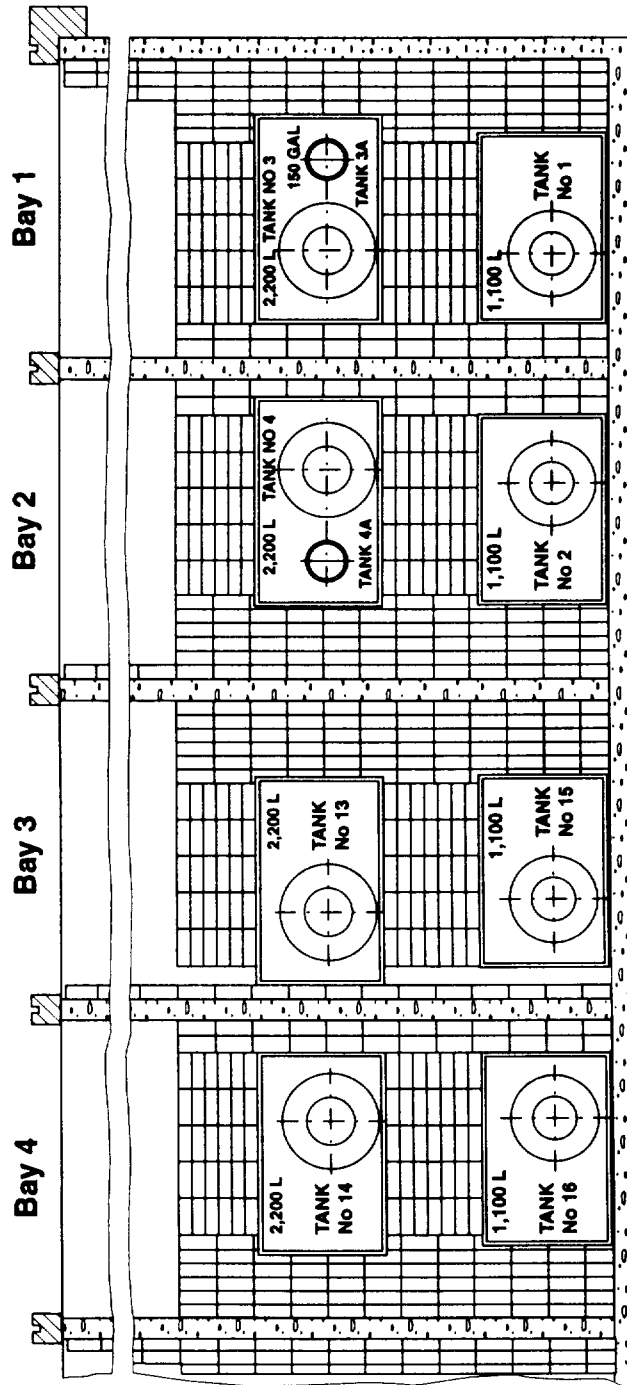 Bay 4
Bay 3
Bay 2
Bay 1
2,200 L
TANK
No 14
2,200 L
TANK
No 13
2,200 L
TANK NO 4
TANK 4A
2,200 L
TANK NO 3
150 GAL
TANK 3A
1,100 L
TANK
No 16
1,100 L
TANK
No 15
1,100 L
TANK
No 2
1,100 L
TANK
No 1